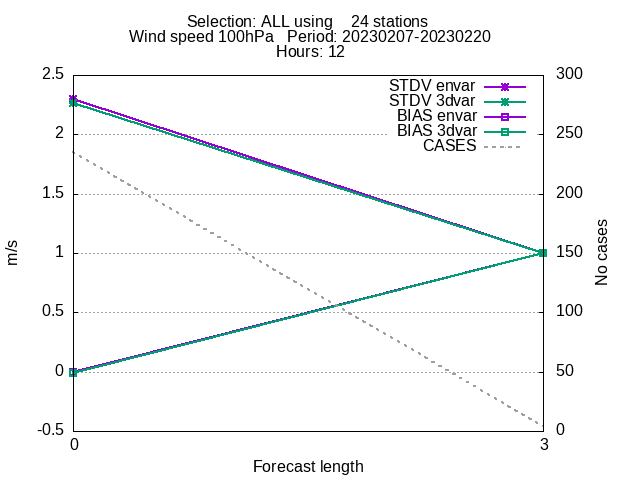 Selection: ALL using    24 stations
Wind speed 100hPa   Period: 20230207-20230220
Hours: 12
STDV envar
STDV 3dvar
BIAS envar
BIAS 3dvar
CASES
2.5
2
1.5
1
0.5
0
-0.5
m/s
300
250
200
150
100
50
0
No cases
0
3
Forecast length